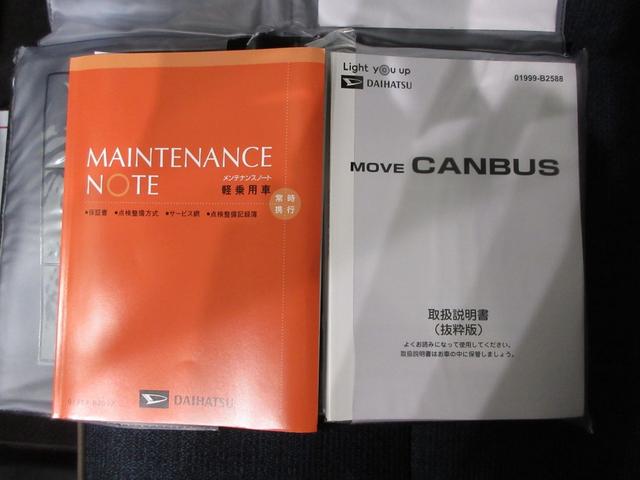 MAINTENANCE
NOTE
メンテナンスノート
軽乗用車
常時
携行
•保証書 •点検整備方式 •サービス網 •点検整備記録簿
DAIHATSU
Light you up
DAIHATSU
01999-B2588
MOVE CANBUS
取扱説明書
(抜粋版)
よくお読みになって使用してください。
取扱説明書はお車の中に保管しましょう。